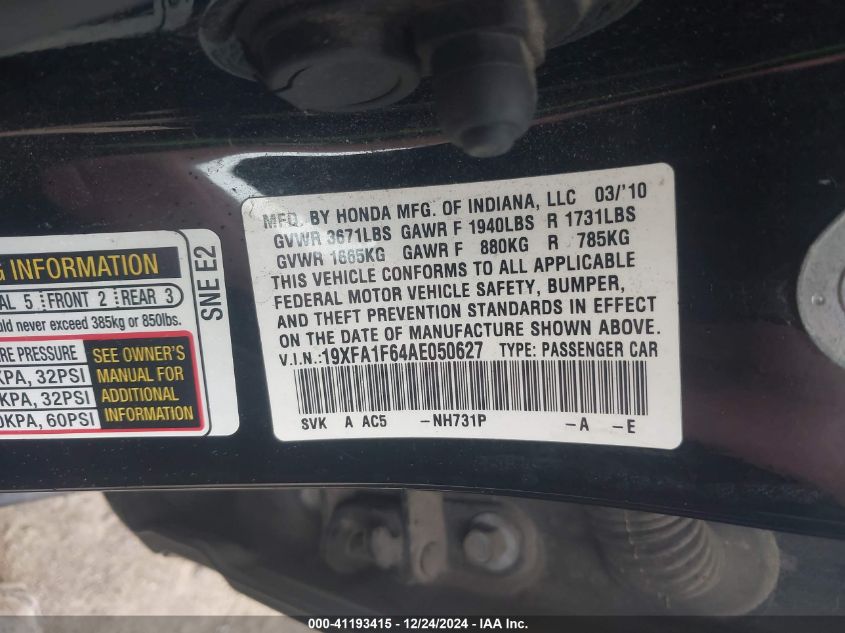 MFD. BY HONDA MFG. OF INDIANA, LLC 03/'10
GVWR 3671LBS GAWR F 1940LBS R 1731LBS
GVWR 1665KG GAWR F 880KG R 785KG
THIS VEHICLE CONFORMS TO ALL APPLICABLE
FEDERAL MOTOR VEHICLE SAFETY, BUMPER,
AND THEFT PREVENTION STANDARDS IN EFFECT
ON THE DATE OF MANUFACTURE SHOWN ABOVE.
V.I.N.:19XFA1F64AE050627 TYPE: PASSENGER CAR
SVK A AC5 -NH731P -A -E
G INFORMATION
AL 5 FRONT 2 REAR 3
ld never exceed 385kg or 850lbs.
RE PRESSURE
KPA, 32PSI
KPA, 32PSI
0KPA, 60PSI
SEE OWNER'S
MANUAL FOR
ADDITIONAL
INFORMATION
SNE E2
000-41193415 - 12/24/2024 - IAA Inc.